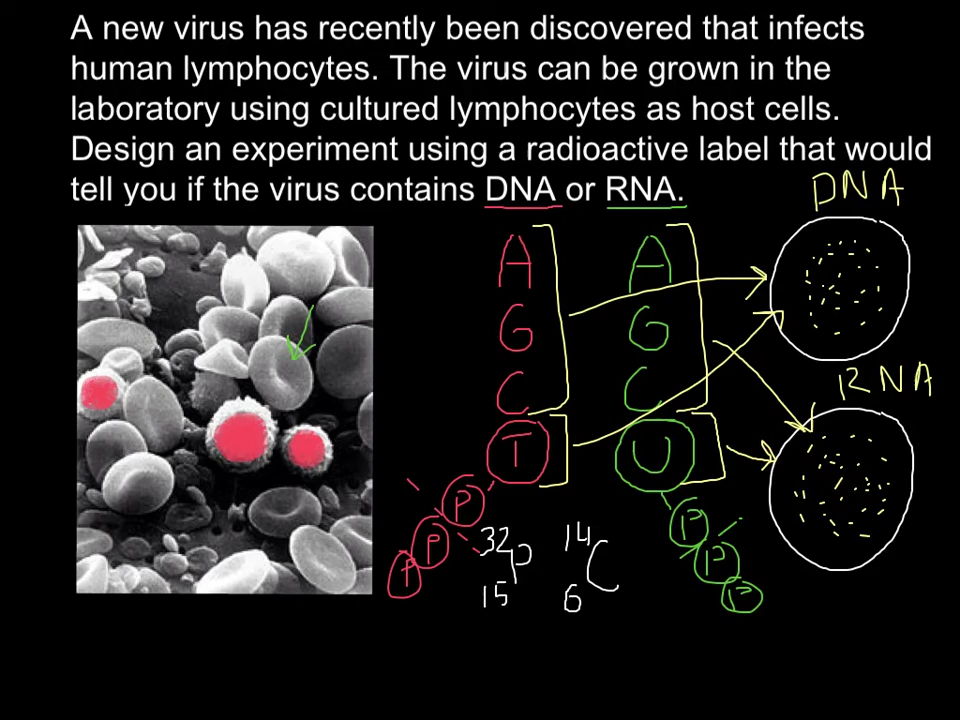 A new virus has recently been discovered that infects
human lymphocytes. The virus can be grown in the
laboratory using cultured lymphocytes as host cells.
Design an experiment using a radioactive label that would
tell you if the virus contains DNA or RNA.
DNA
A A
G G
C C
RNA
T U
P P
P P
P P
32 P 15
14 C 6